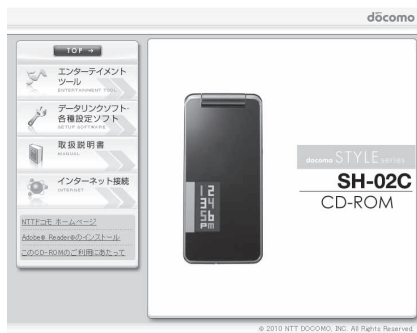 döcomo
TOP →
エンターテイメント
ツール
ENTERTAINMENT TOOL
データリンクソフト・
各種設定ソフト
SETUP SOFTWARE
取扱説明書
MANUAL
インターネット接続
INTERNET
NTTドコモ ホームページ
Adobe® Reader®のインストール
このCD-ROMのご利用にあたって
12
34
56
PM
docomo STYLE series
SH-02C
CD-ROM
© 2010 NTT DOCOMO, INC. All Rights Reserved.